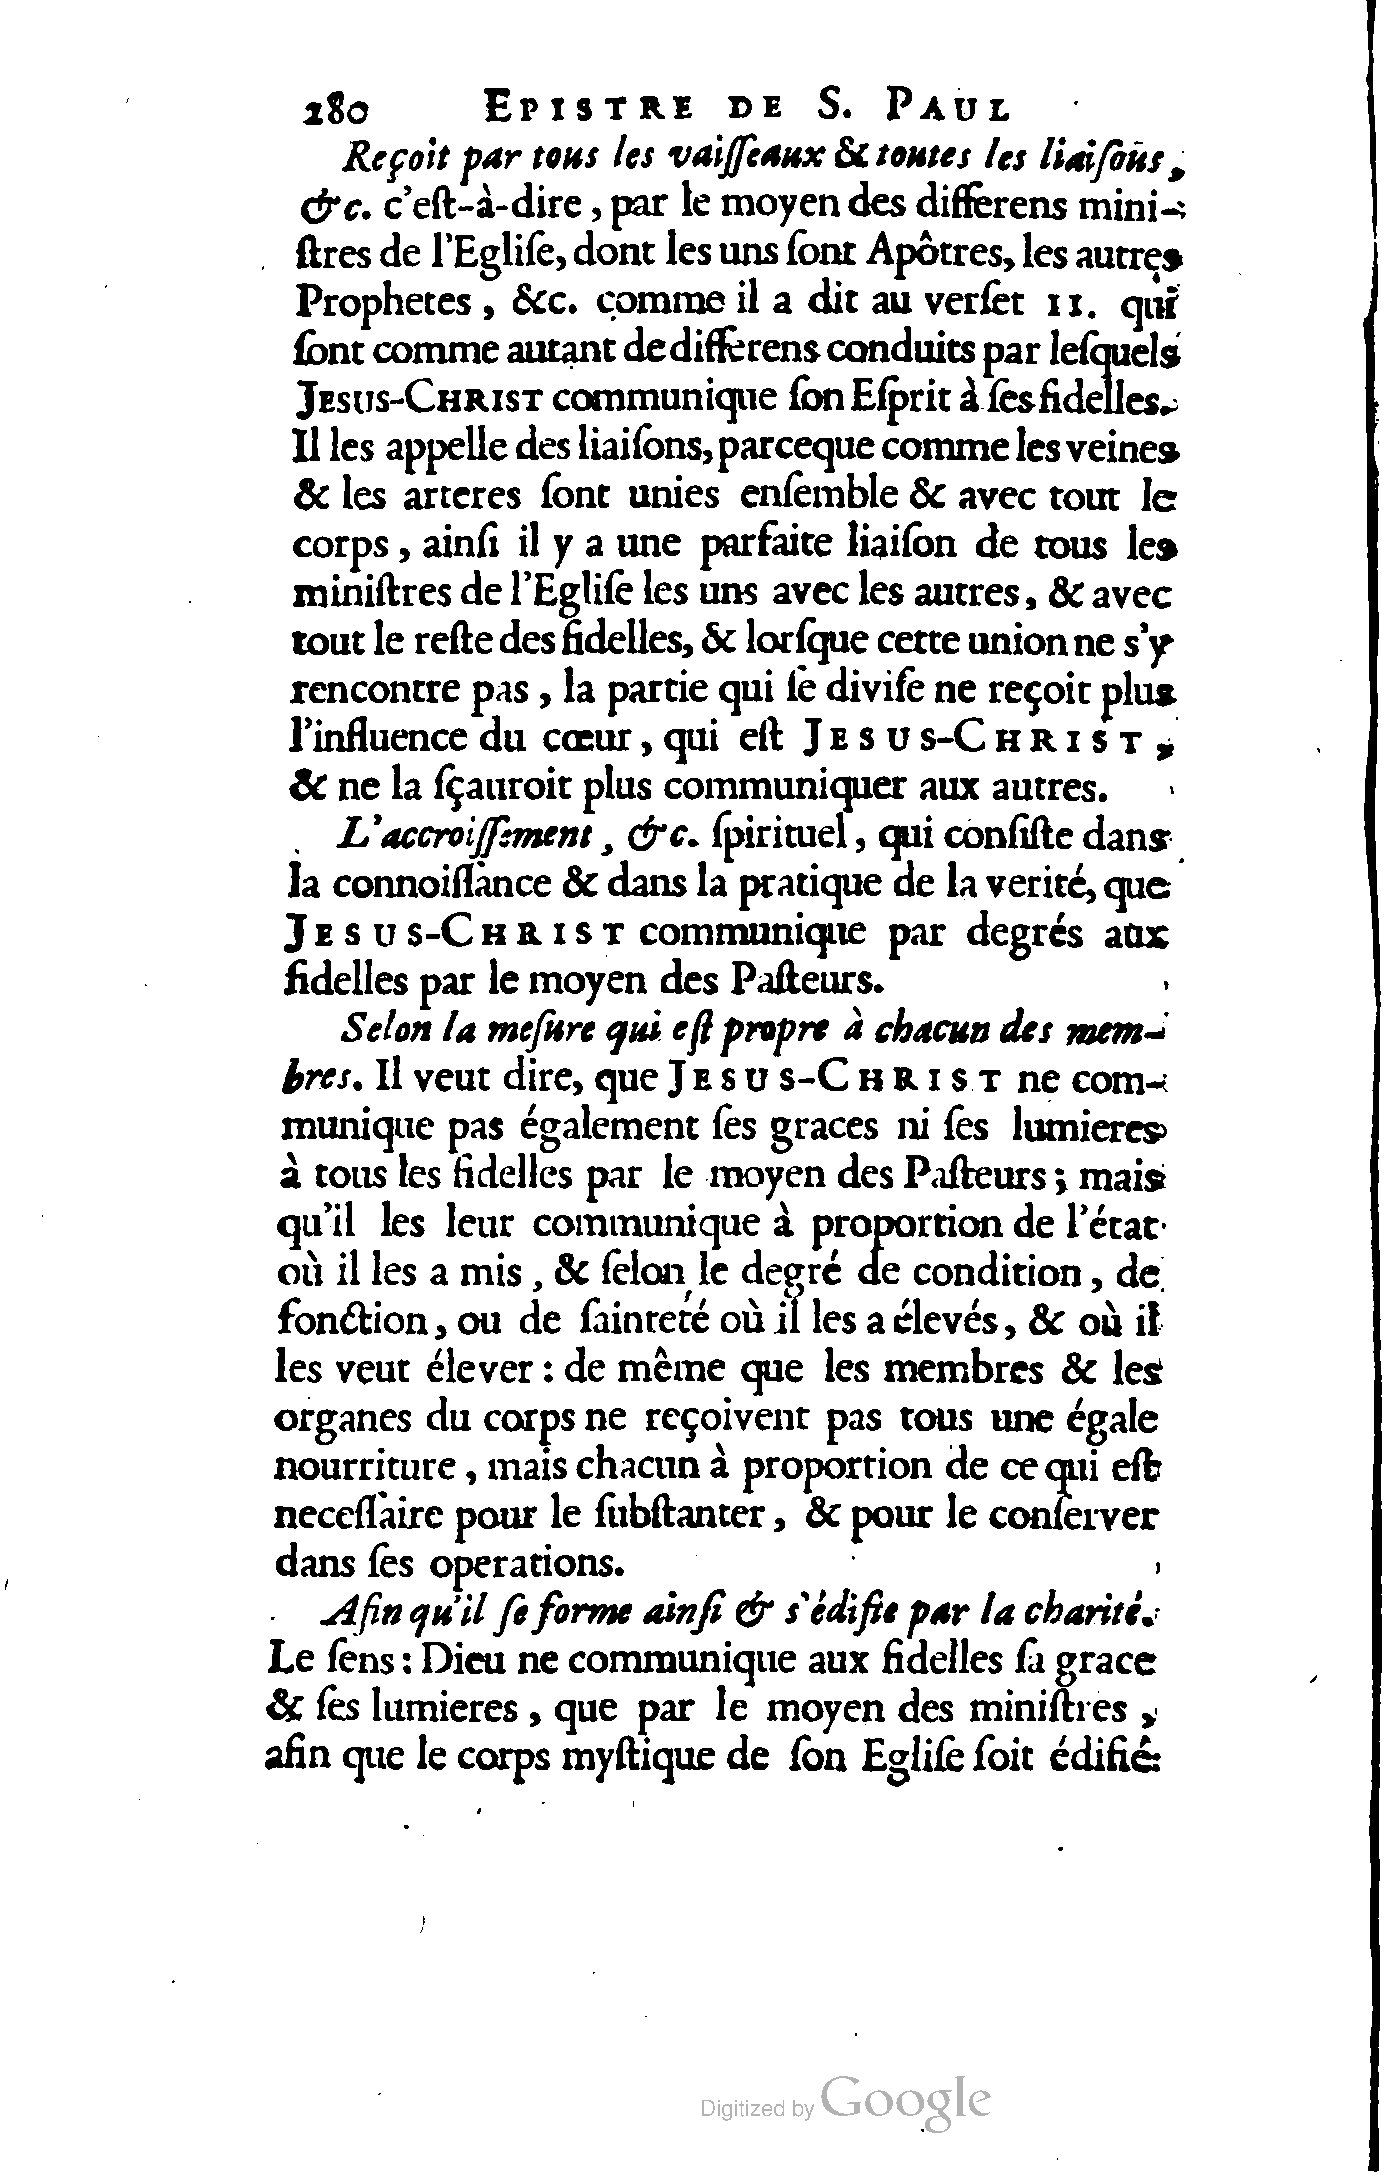 280 EPISTRE DE S. PAUL
Reçoit par tous les vaiſſeaux & toutes les liaiſons,
&c. c'eſt-à-dire, par le moyen des differens mini-
ſtres de l'Egliſe, dont les uns ſont Apôtres, les autres
Prophetes, &c. comme il a dit au verſet 11. qui
ſont comme autant de differens conduits par leſquels
JESUS-CHRIST communique ſon Eſprit à ſes fidelles.
Il les appelle des liaiſons, parceque comme les veines
& les arteres ſont unies enſemble & avec tout le
corps, ainſi il y a une parfaite liaiſon de tous les
miniſtres de l'Egliſe les uns avec les autres, & avec
tout le reſte des fidelles, & lorſque cette union ne s'y
rencontre pas, la partie qui ſe diviſe ne reçoit plus
l'influence du cœur, qui eſt JESUS-CHRIST,
& ne la ſçauroit plus communiquer aux autres.
L'accroiſſement, &c. ſpirituel, qui conſiſte dans
la connoiſſance & dans la pratique de la verité, que
JESUS-CHRIST communique par degrés aux
fidelles par le moyen des Paſteurs.
Selon la meſure qui eſt propre à chacun des mem-
bres. Il veut dire, que JESUS-CHRIST ne com-
munique pas également ſes graces ni ſes lumieres
à tous les fidelles par le moyen des Paſteurs; mais
qu'il les leur communique à proportion de l'état
où il les a mis, & ſelon le degré de condition, de
fonction, ou de ſainteté où il les a élevés, & où il
les veut élever: de même que les membres & les
organes du corps ne reçoivent pas tous une égale
nourriture, mais chacun à proportion de ce qui eſt
neceſſaire pour le ſubſtanter, & pour le conſerver
dans ſes operations.
Afin qu'il ſe forme ainſi & s'édifie par la charité.
Le ſens: Dieu ne communique aux fidelles ſa grace
& ſes lumieres, que par le moyen des miniſtres,
afin que le corps myſtique de ſon Egliſe ſoit édifié
Digitized by Google